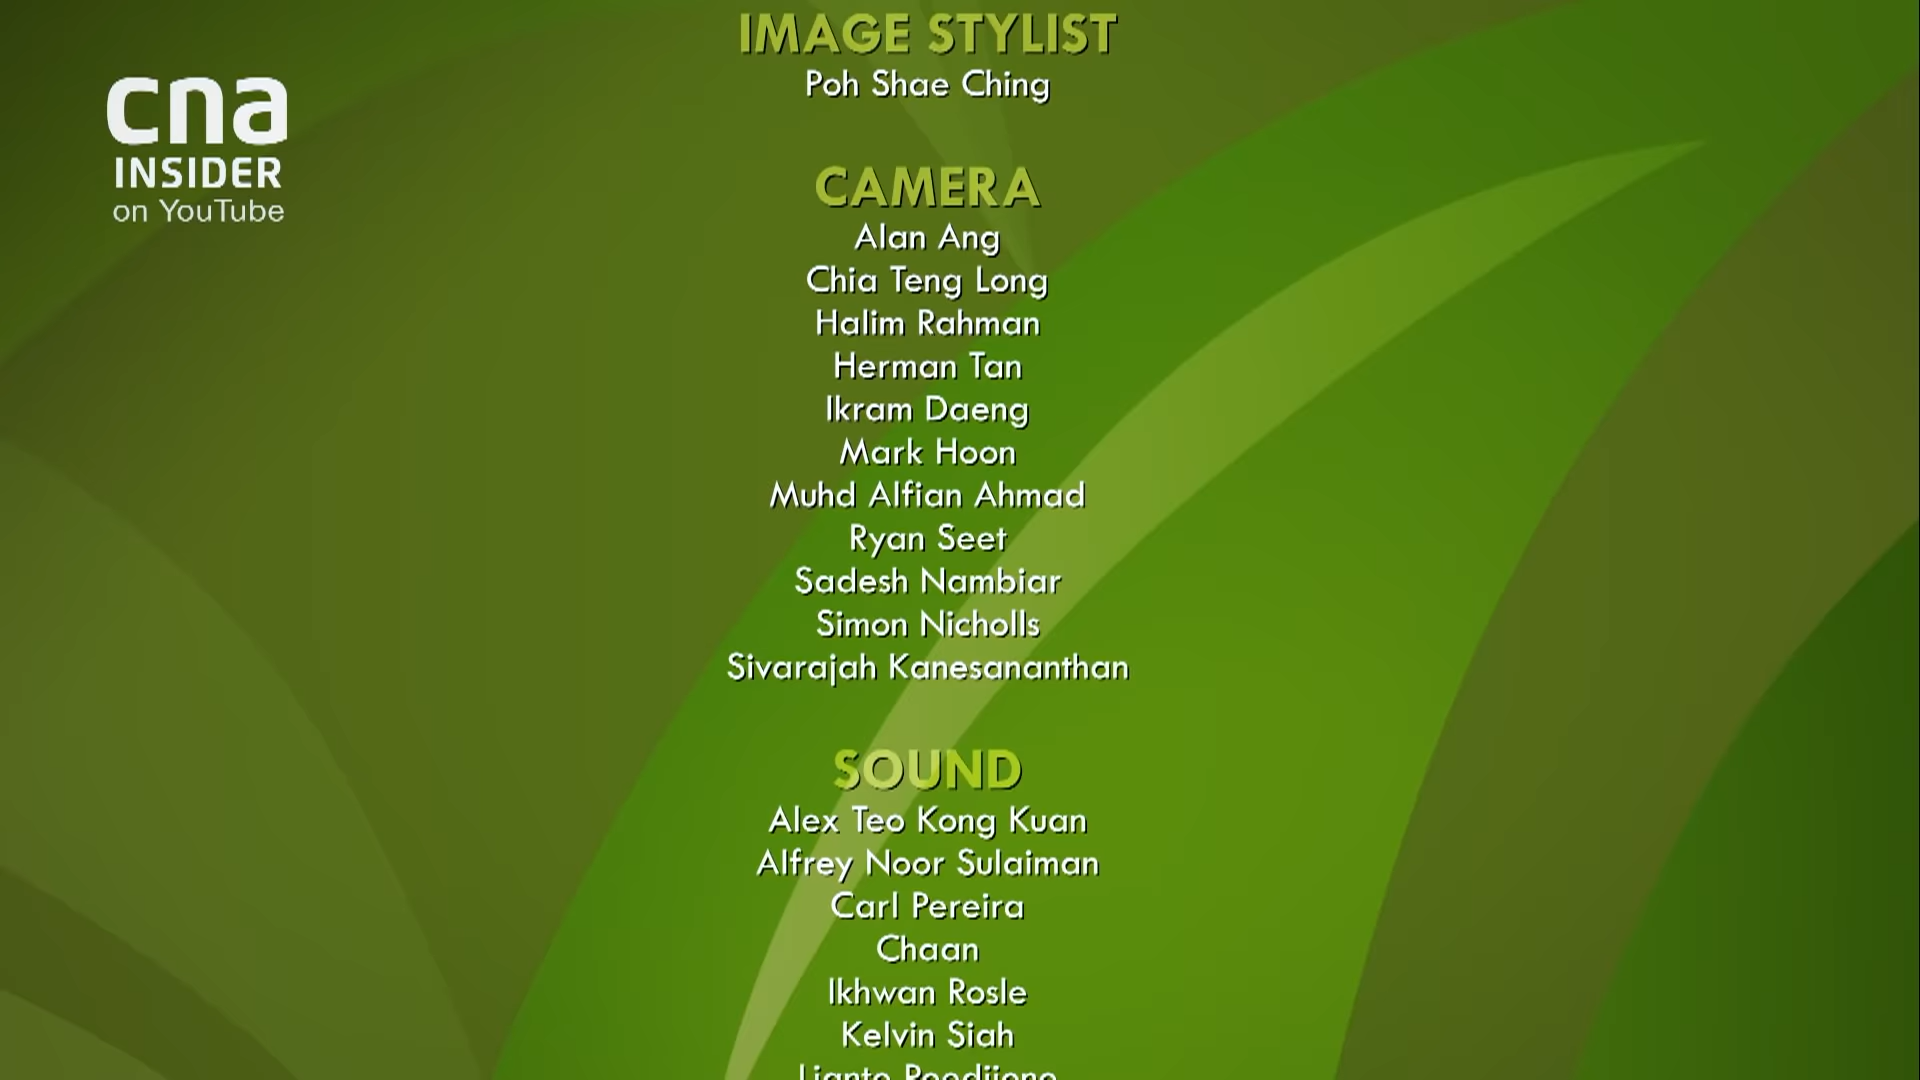 IMAGE STYLIST
Poh Shae Ching
cna
INSIDER
on YouTube
CAMERA
Alan Ang
Chia Teng Long
Halim Rahman
Herman Tan
Ikram Daeng
Mark Hoon
Muhd Alfian Ahmad
Ryan Seet
Sadesh Nambiar
Simon Nicholls
Sivarajah Kanesananthan
SOUND
Alex Teo Kong Kuan
Alfrey Noor Sulaiman
Carl Pereira
Chaan
Ikhwan Rosle
Kelvin Siah